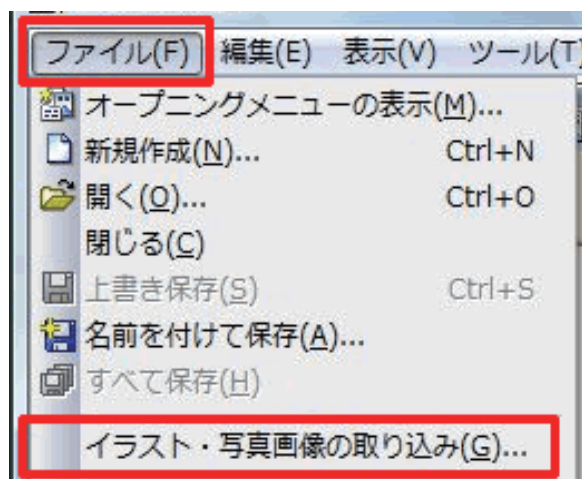 ファイル(F) 編集(E) 表示(V) ツール(T)
オープニングメニューの表示(M)...
新規作成(N)... Ctrl+N
開く(O)... Ctrl+O
閉じる(C)
上書き保存(S) Ctrl+S
名前を付けて保存(A)...
すべて保存(H)
イラスト・写真画像の取り込み(G)...